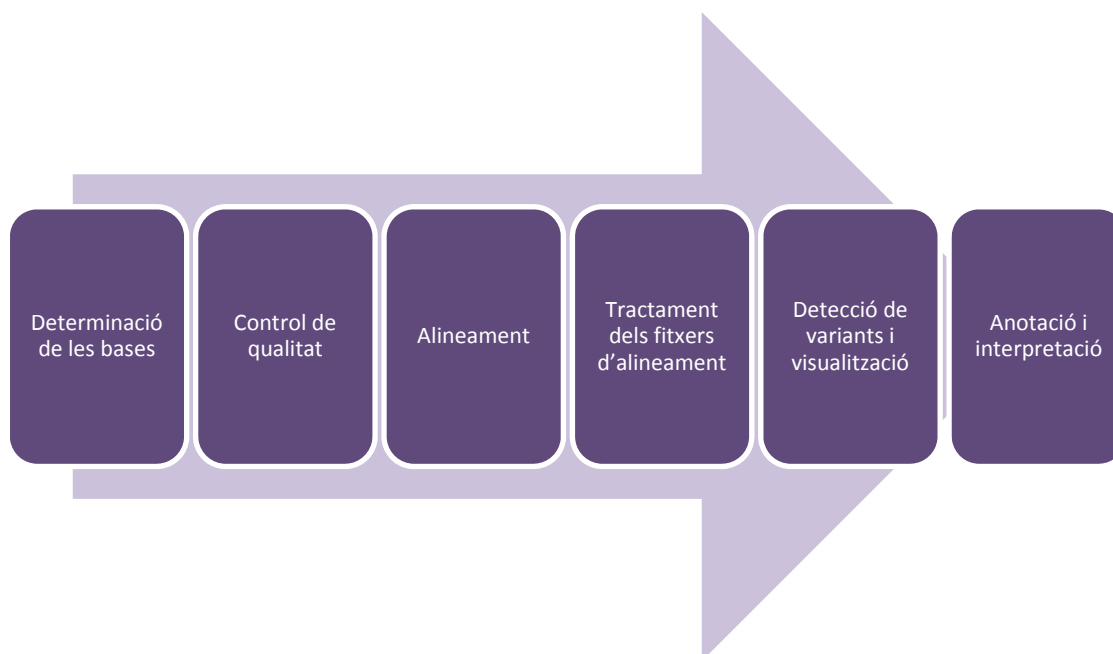 Determinació
de les bases
Control de
qualitat
Alineament
Tractament
dels fitxers
d’alineament
Detecció de
variants i
visualització
Anotació i
interpretació